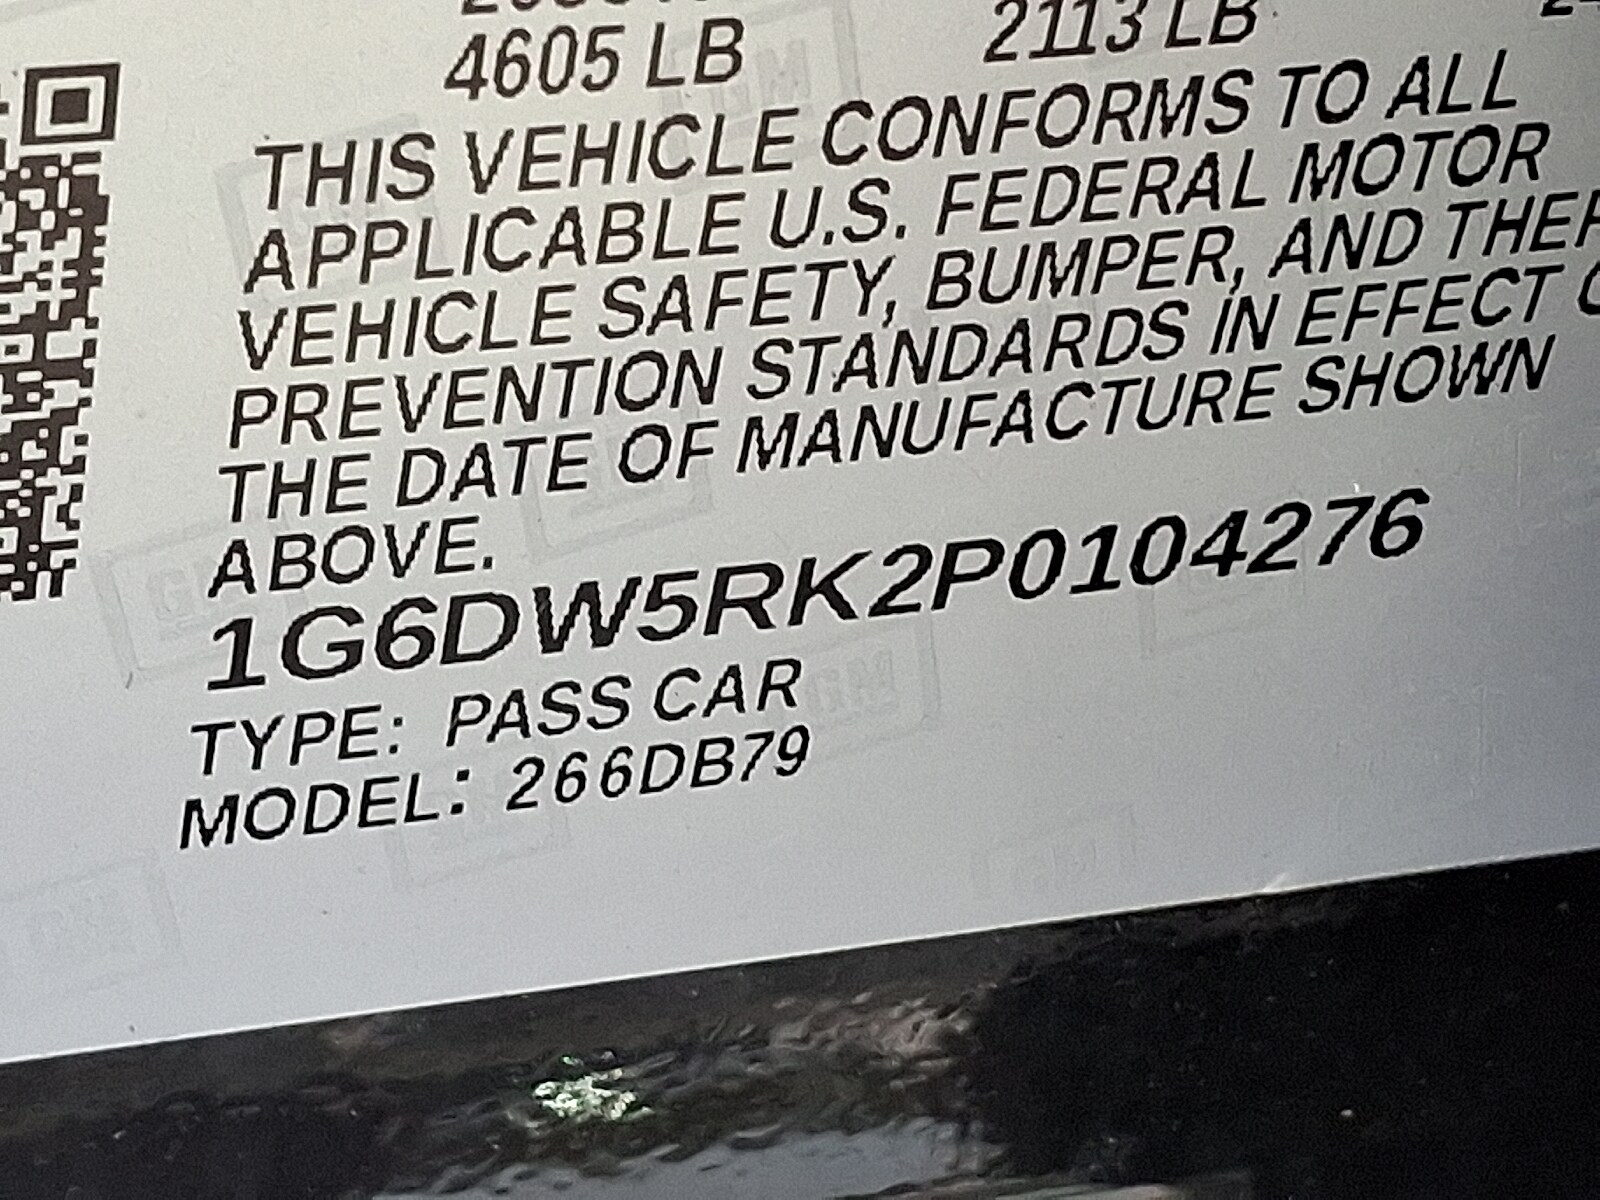 4605 LB 2113 LB
THIS VEHICLE CONFORMS TO ALL
APPLICABLE U.S. FEDERAL MOTOR
VEHICLE SAFETY, BUMPER, AND
PREVENTION STANDARDS IN EFFECT
THE DATE OF MANUFACTURE SHOWN
ABOVE.
1G6DW5RK2P0104276
TYPE: PASS CAR
MODEL: 266DB79